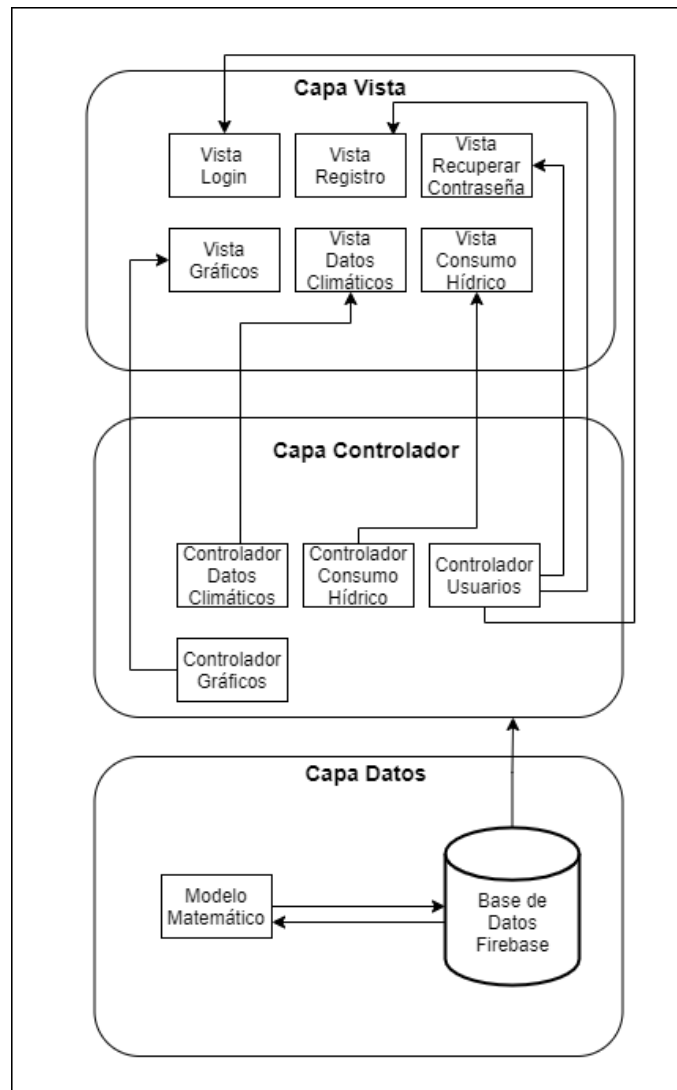 Capa Vista
Vista
Login
Vista
Registro
Vista
Recuperar
Contraseña
Vista
Gráficos
Vista
Datos
Climáticos
Vista
Consumo
Hídrico
Capa Controlador
Controlador
Datos
Climáticos
Controlador
Consumo
Hídrico
Controlador
Usuarios
Controlador
Gráficos
Capa Datos
Modelo
Matemático
Base de
Datos
Firebase